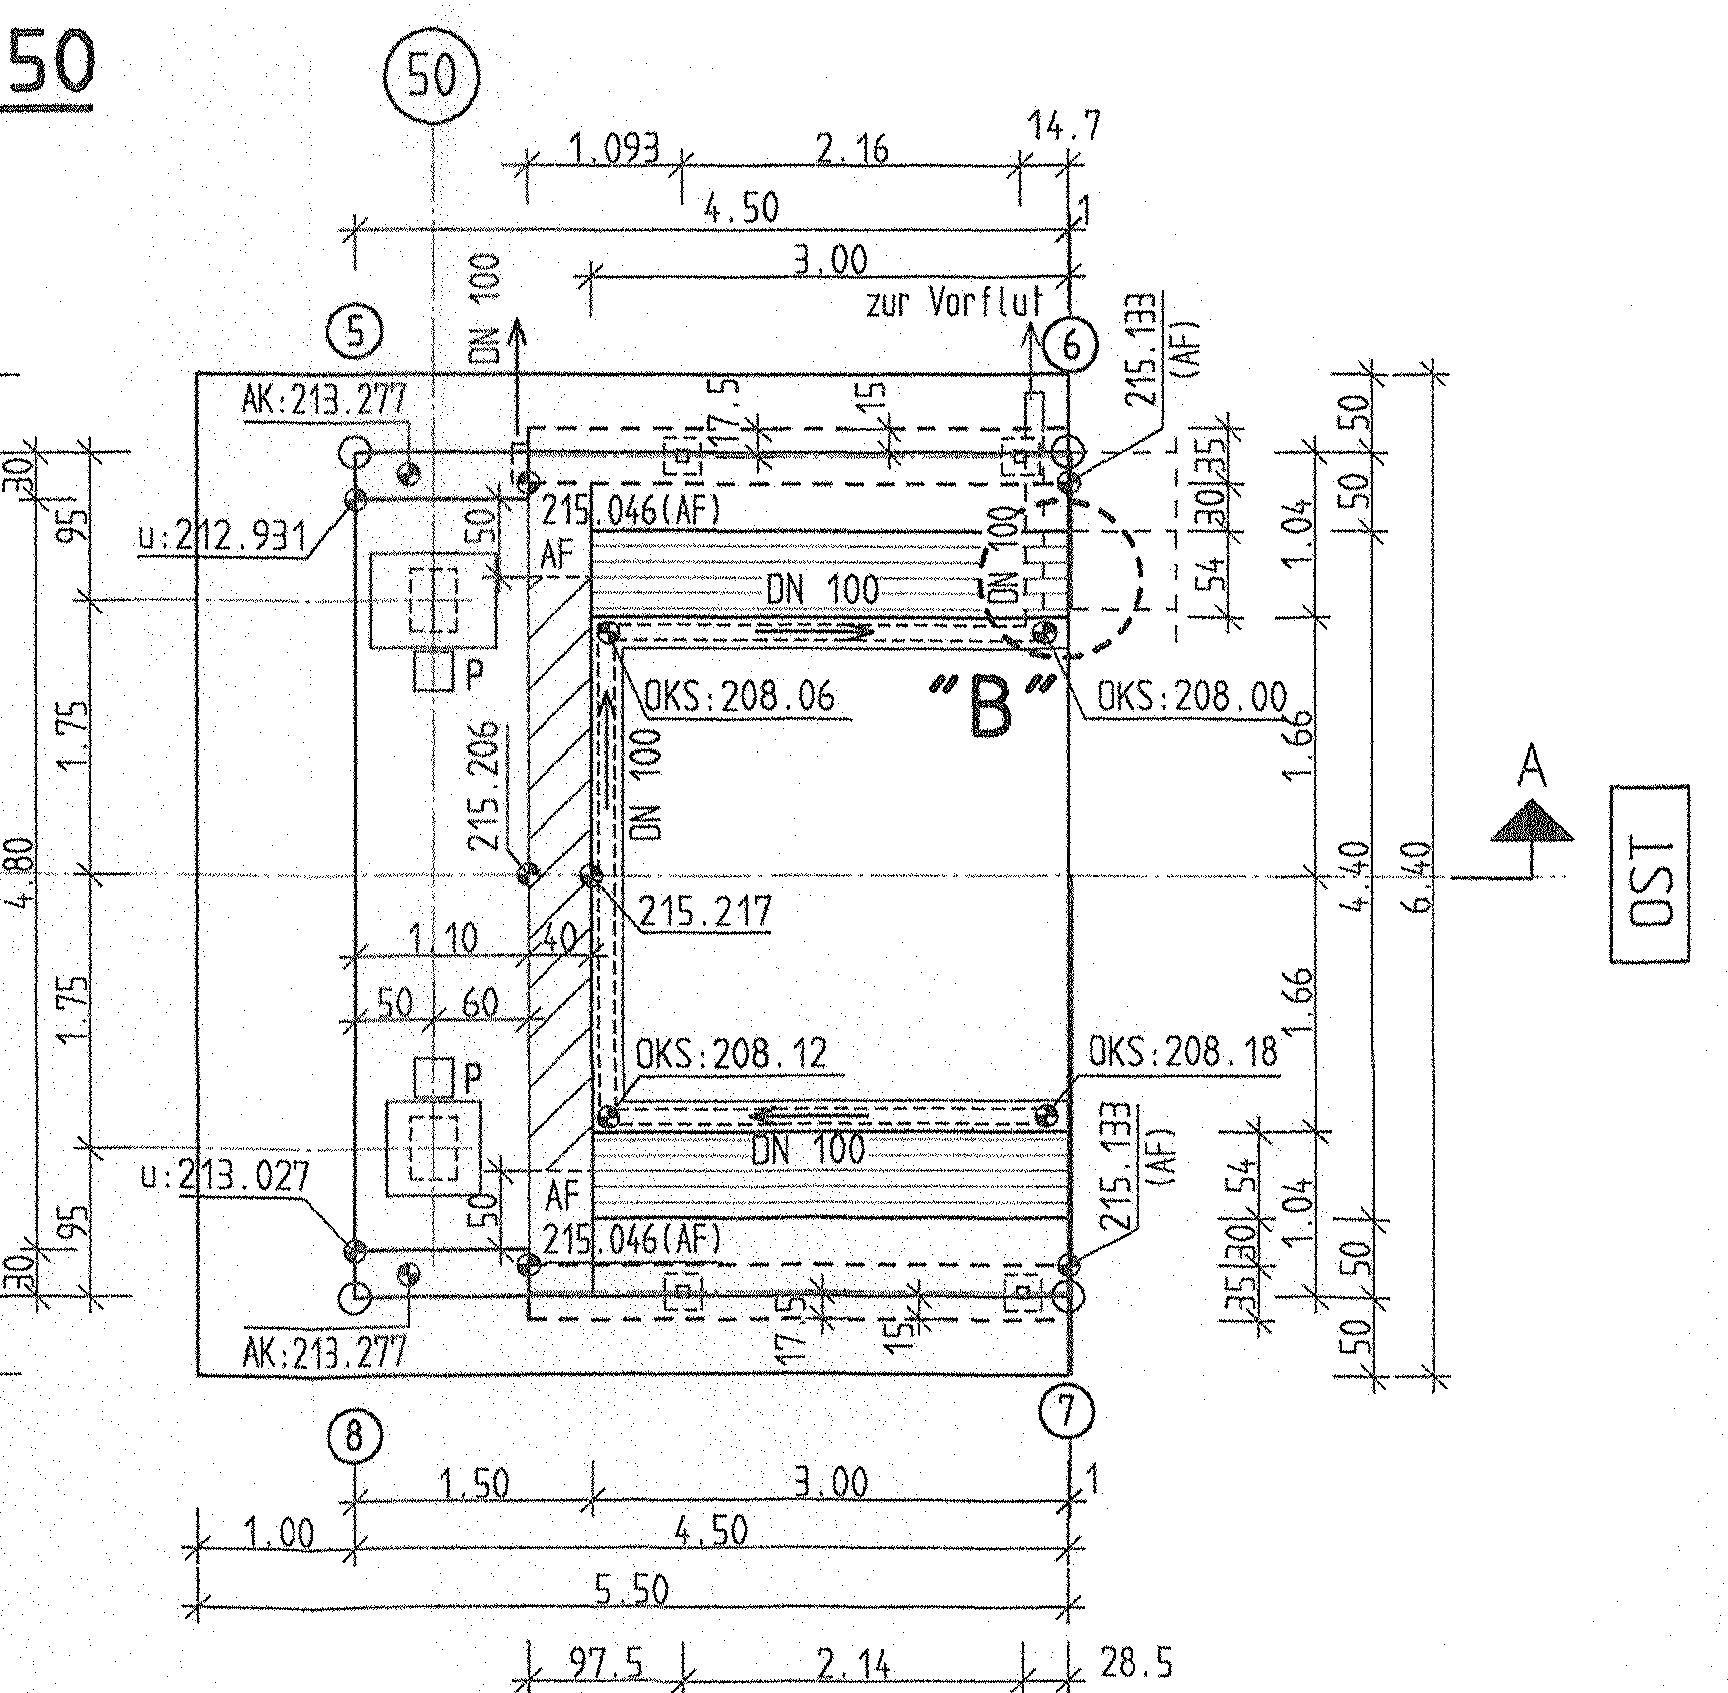 50
50
14.7
1.093
2.16
4.50
1
3.00
zur Vorflut
DN 100
5
6
215.133
(AF)
AK:213.277
17.5
15
50
35
30
95
50
30
1.04
54
u:212.931
50
215.046(AF)
AF
DN 100
DN 100
P
OKS:208.06
"B"
OKS:208.00
1.75
215.206
DN 100
1.66
A
4.80
4.40
6.40
OST
215.217
1.10
40
50
60
1.75
1.66
OKS:208.12
OKS:208.18
P
DN 100
215.133
(AF)
u:213.027
AF
50
215.046(AF)
95
30
54
30
35
1.04
50
50
17.5
15
AK:213.277
8
7
1.50
3.00
1
1.00
4.50
5.50
97.5
2.14
28.5